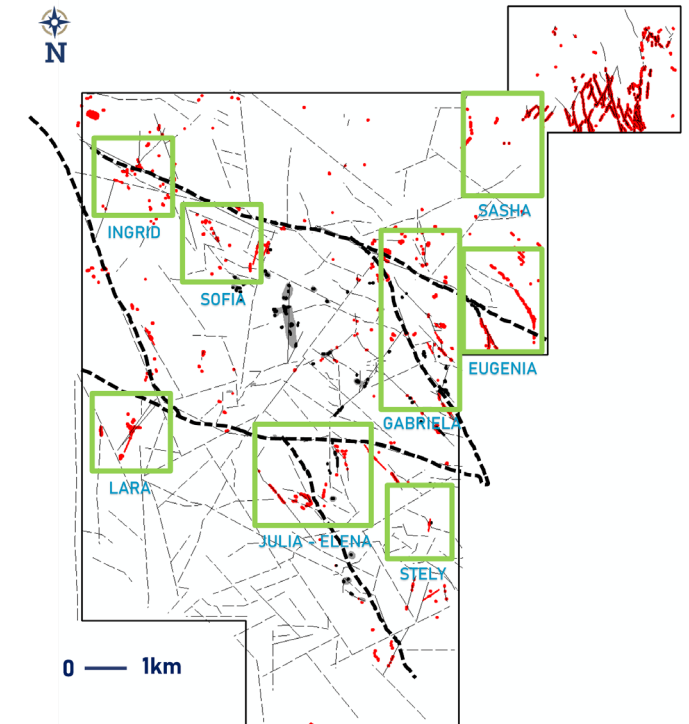 N
SASHA
INGRID
SOFIA
EUGENIA
GABRIELA
LARA
JULIA - ELENA
STELY
0 1km